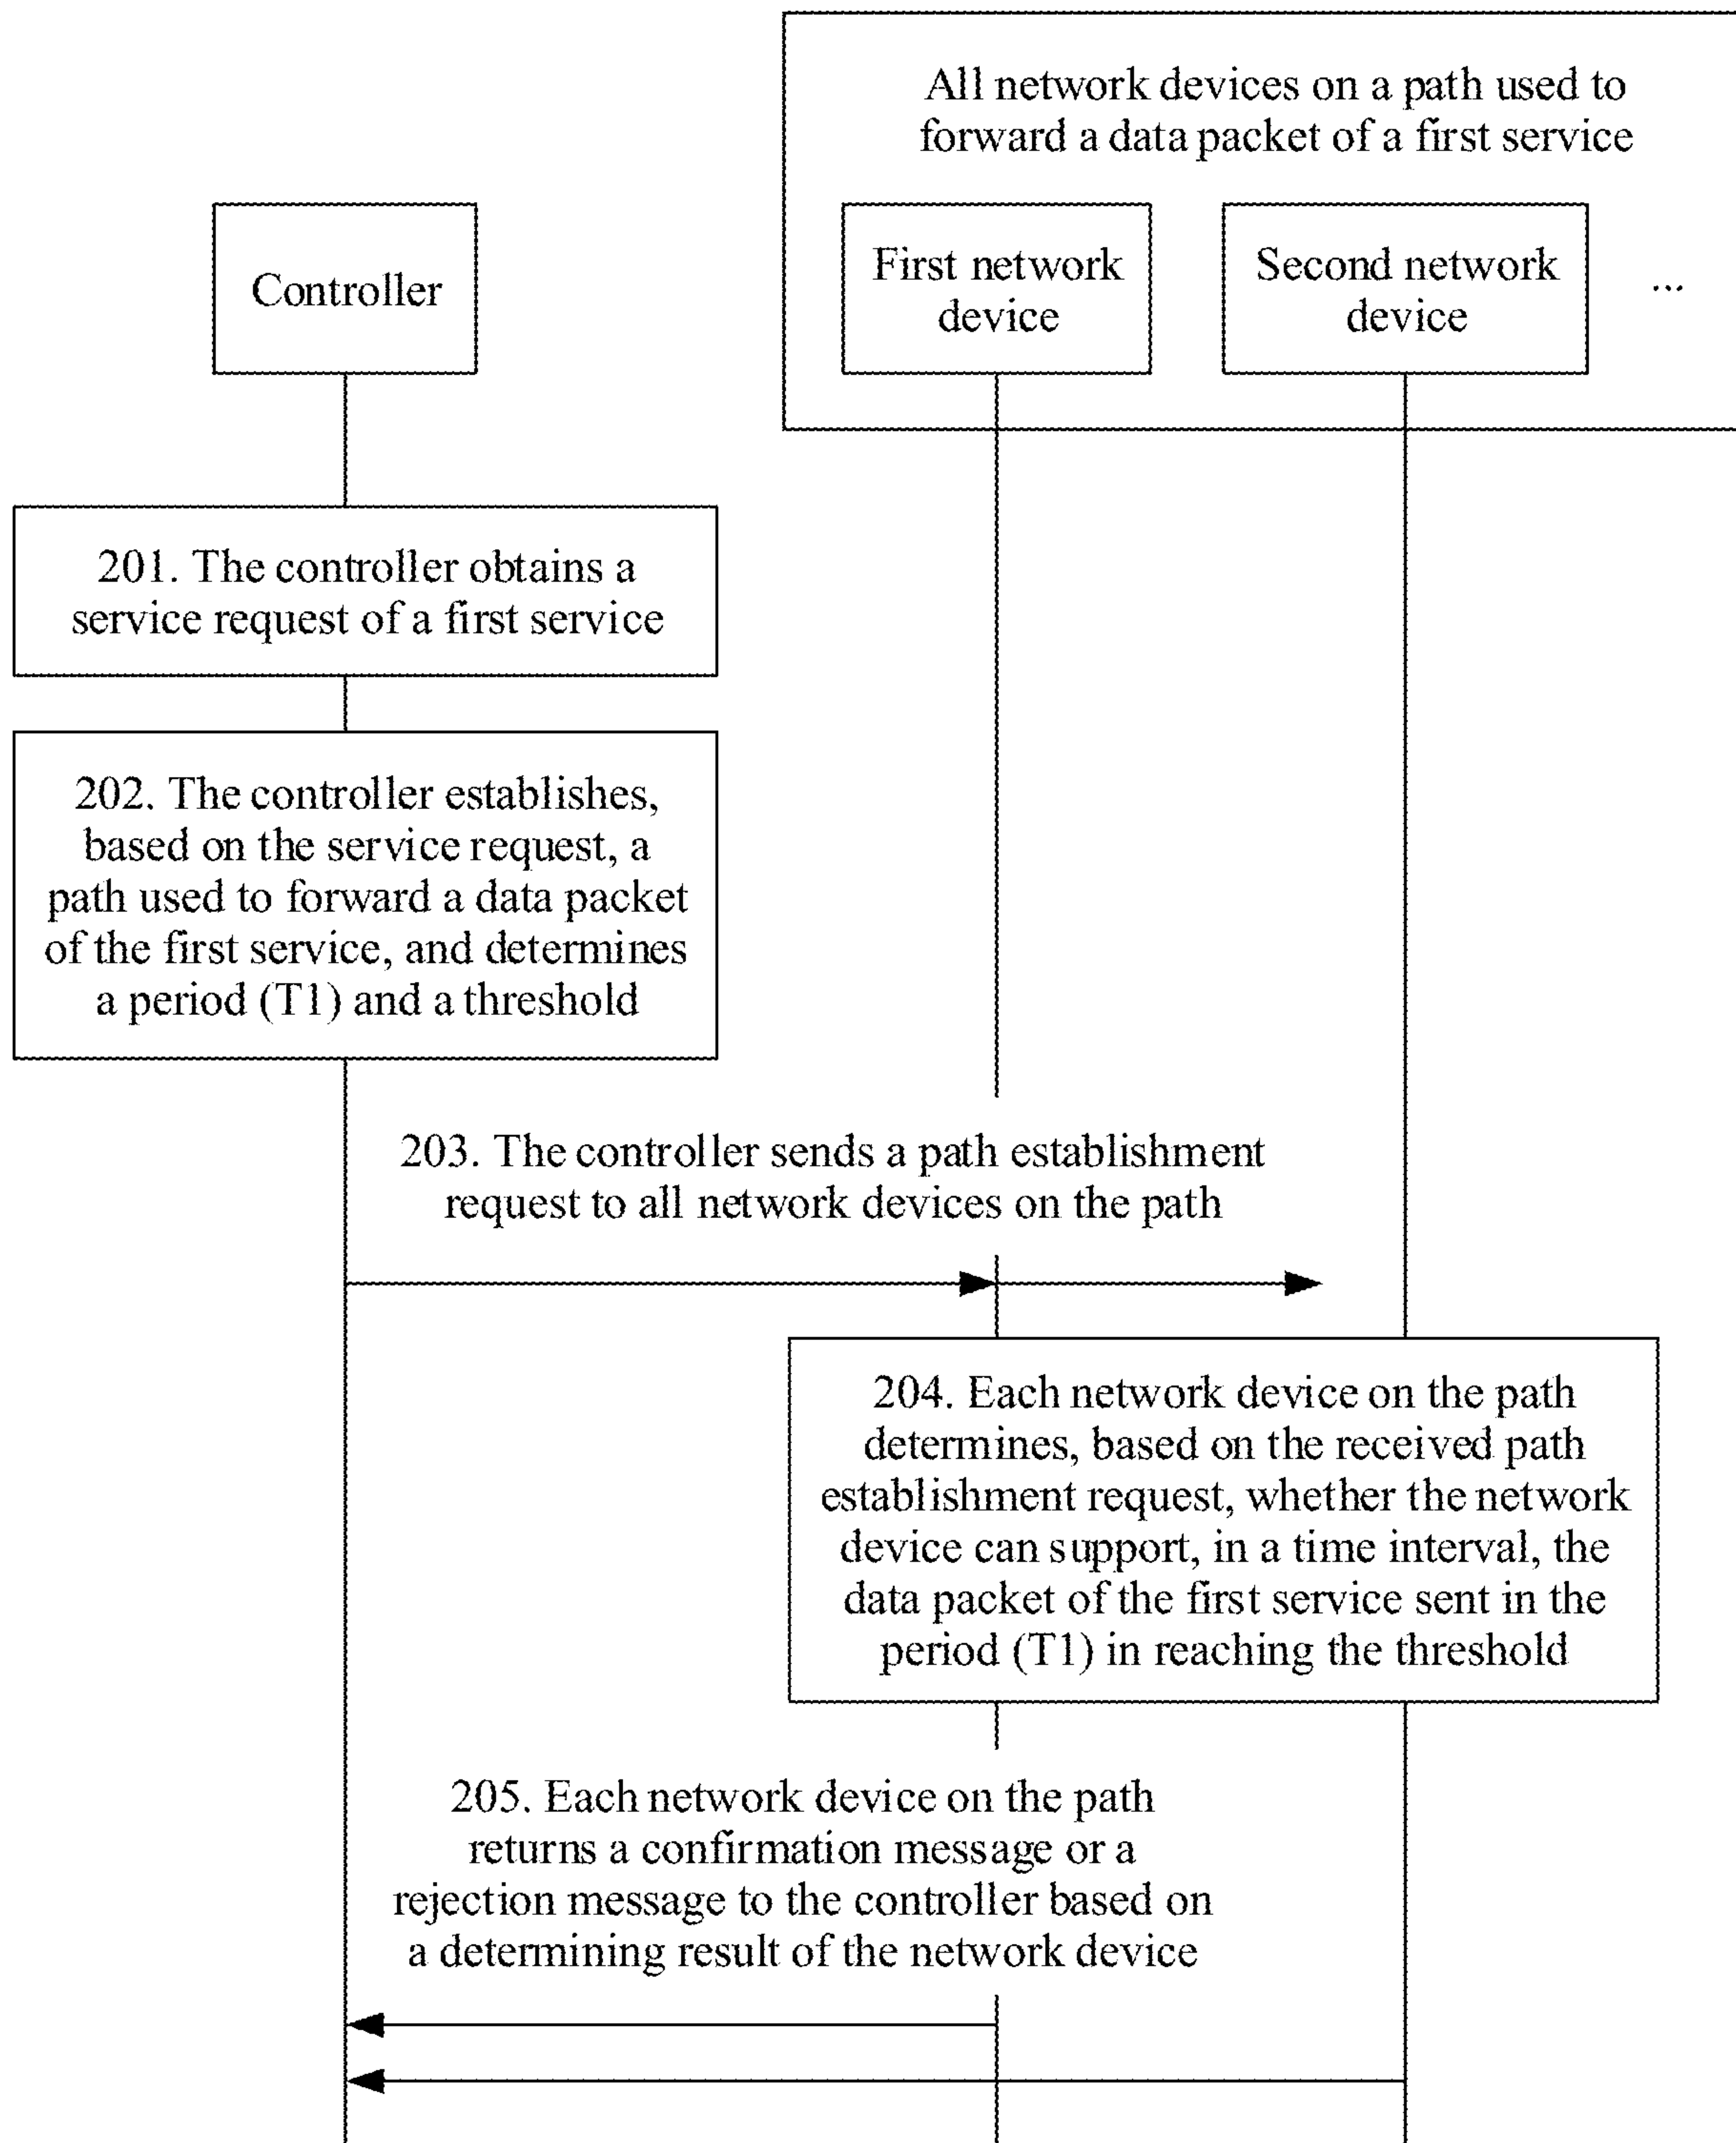 All network devices on a path used to
forward a data packet of a first service
Controller
First network
device
Second network
device
...
201. The controller obtains a
service request of a first service
202. The controller establishes,
based on the service request, a
path used to forward a data packet
of the first service, and determines
a period (T1) and a threshold
203. The controller sends a path establishment
request to all network devices on the path
204. Each network device on the path
determines, based on the received path
establishment request, whether the network
device can support, in a time interval, the
data packet of the first service sent in the
period (T1) in reaching the threshold
205. Each network device on the path
returns a confirmation message or a
rejection message to the controller based on
a determining result of the network device